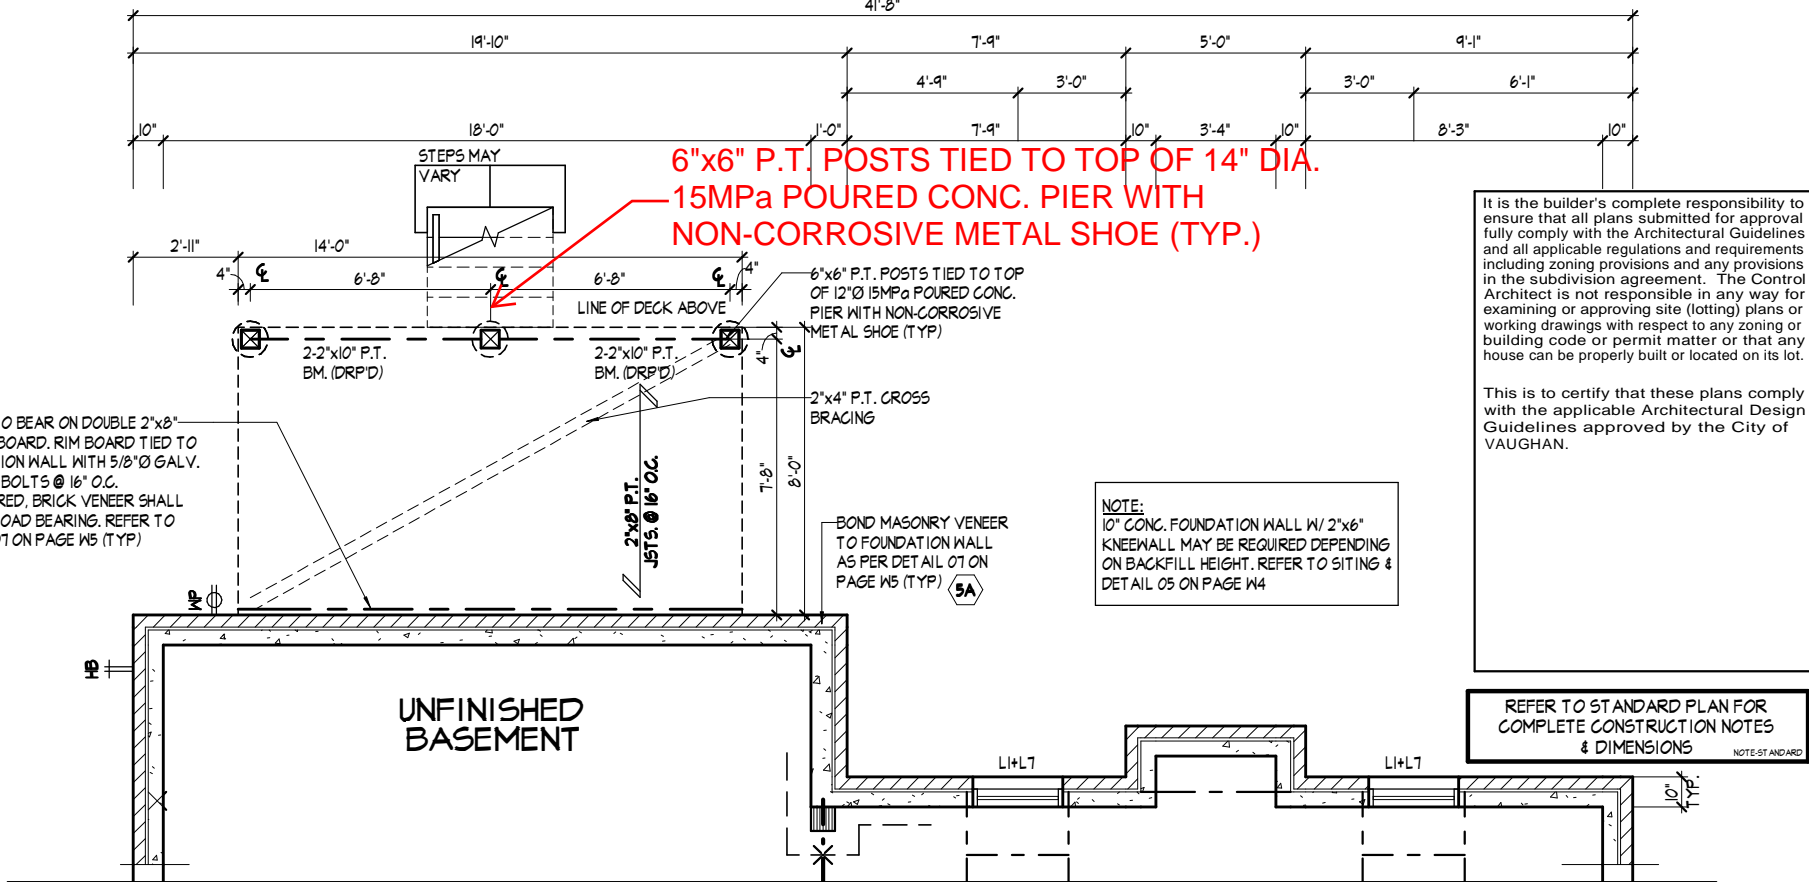 41'-8"
19'-10" 7'-9" 5'-0" 9'-1"
4'-9" 3'-0" 3'-0" 6'-1"
10" 18'-0" 1'-0" 7'-9" 10" 3'-4" 10" 8'-3" 10"
STEPS MAY
VARY
6"x6" P.T. POSTS TIED TO TOP OF 14" DIA.
15MPa POURED CONC. PIER WITH
NON-CORROSIVE METAL SHOE (TYP.)
2'-11" 14'-0"
4" 6'-8" 6'-8" 4"
LINE OF DECK ABOVE
6"x6" P.T. POSTS TIED TO TOP
OF 12"Ø 15MPa POURED CONC.
PIER WITH NON-CORROSIVE
METAL SHOE (TYP)
2-2"x10" P.T.
BM. (DRP'D)
2-2"x10" P.T.
BM. (DRP'D)
4"
2"x4" P.T. CROSS
BRACING
O BEAR ON DOUBLE 2"x8"
BOARD. RIM BOARD TIED TO
ION WALL WITH 5/8"Ø GALV.
BOLTS @ 16" O.C.
RED, BRICK VENEER SHALL
OAD BEARING. REFER TO
07 ON PAGE W5 (TYP)
2"x8" P.T.
JSTS. @ 16" O.C.
7'-8"
8'-0"
BOND MASONRY VENEER
TO FOUNDATION WALL
AS PER DETAIL 07 ON
PAGE W5 (TYP)
5A
NOTE:
10" CONC. FOUNDATION WALL W/ 2"x6"
KNEEWALL MAY BE REQUIRED DEPENDING
ON BACKFILL HEIGHT. REFER TO SITING &
DETAIL 05 ON PAGE W4
It is the builder's complete responsibility to
ensure that all plans submitted for approval
fully comply with the Architectural Guidelines
and all applicable regulations and requirements
including zoning provisions and any provisions
in the subdivision agreement. The Control
Architect is not responsible in any way for
examining or approving site (lotting) plans or
working drawings with respect to any zoning or
building code or permit matter or that any
house can be properly built or located on its lot.
This is to certify that these plans comply
with the applicable Architectural Design
Guidelines approved by the City of
VAUGHAN.
WP
HB
UNFINISHED
BASEMENT
REFER TO STANDARD PLAN FOR
COMPLETE CONSTRUCTION NOTES
& DIMENSIONS
NOTE-STANDARD
L1+L7
L1+L7
10"
TYP.